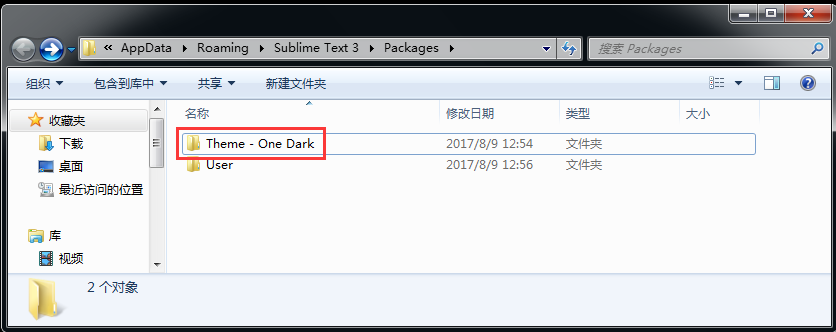 « AppData ▸ Roaming ▸ Sublime Text 3 ▸ Packages ▸ 搜索 Packages
组织 包含到库中 共享 新建文件夹
收藏夹
下载
桌面
最近访问的位置
库
视频
名称 修改日期 类型 大小
Theme - One Dark 2017/8/9 12:54 文件夹
User 2017/8/9 12:56 文件夹
2 个对象